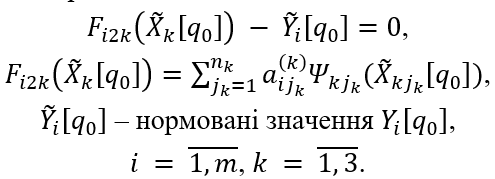 F_{i2k}(X̃_k[q_0]) − Ỹ_i[q_0] = 0,
F_{i2k}(X̃_k[q_0]) = ∑_{j_k=1}^{n_k} a_{ij_k}^{(k)} Ψ_{kj_k}(X̃_{kj_k}[q_0]),
Ỹ_i[q_0] – нормовані значення Y_i[q_0],
i = \overline{1,m}, k = \overline{1,3}.